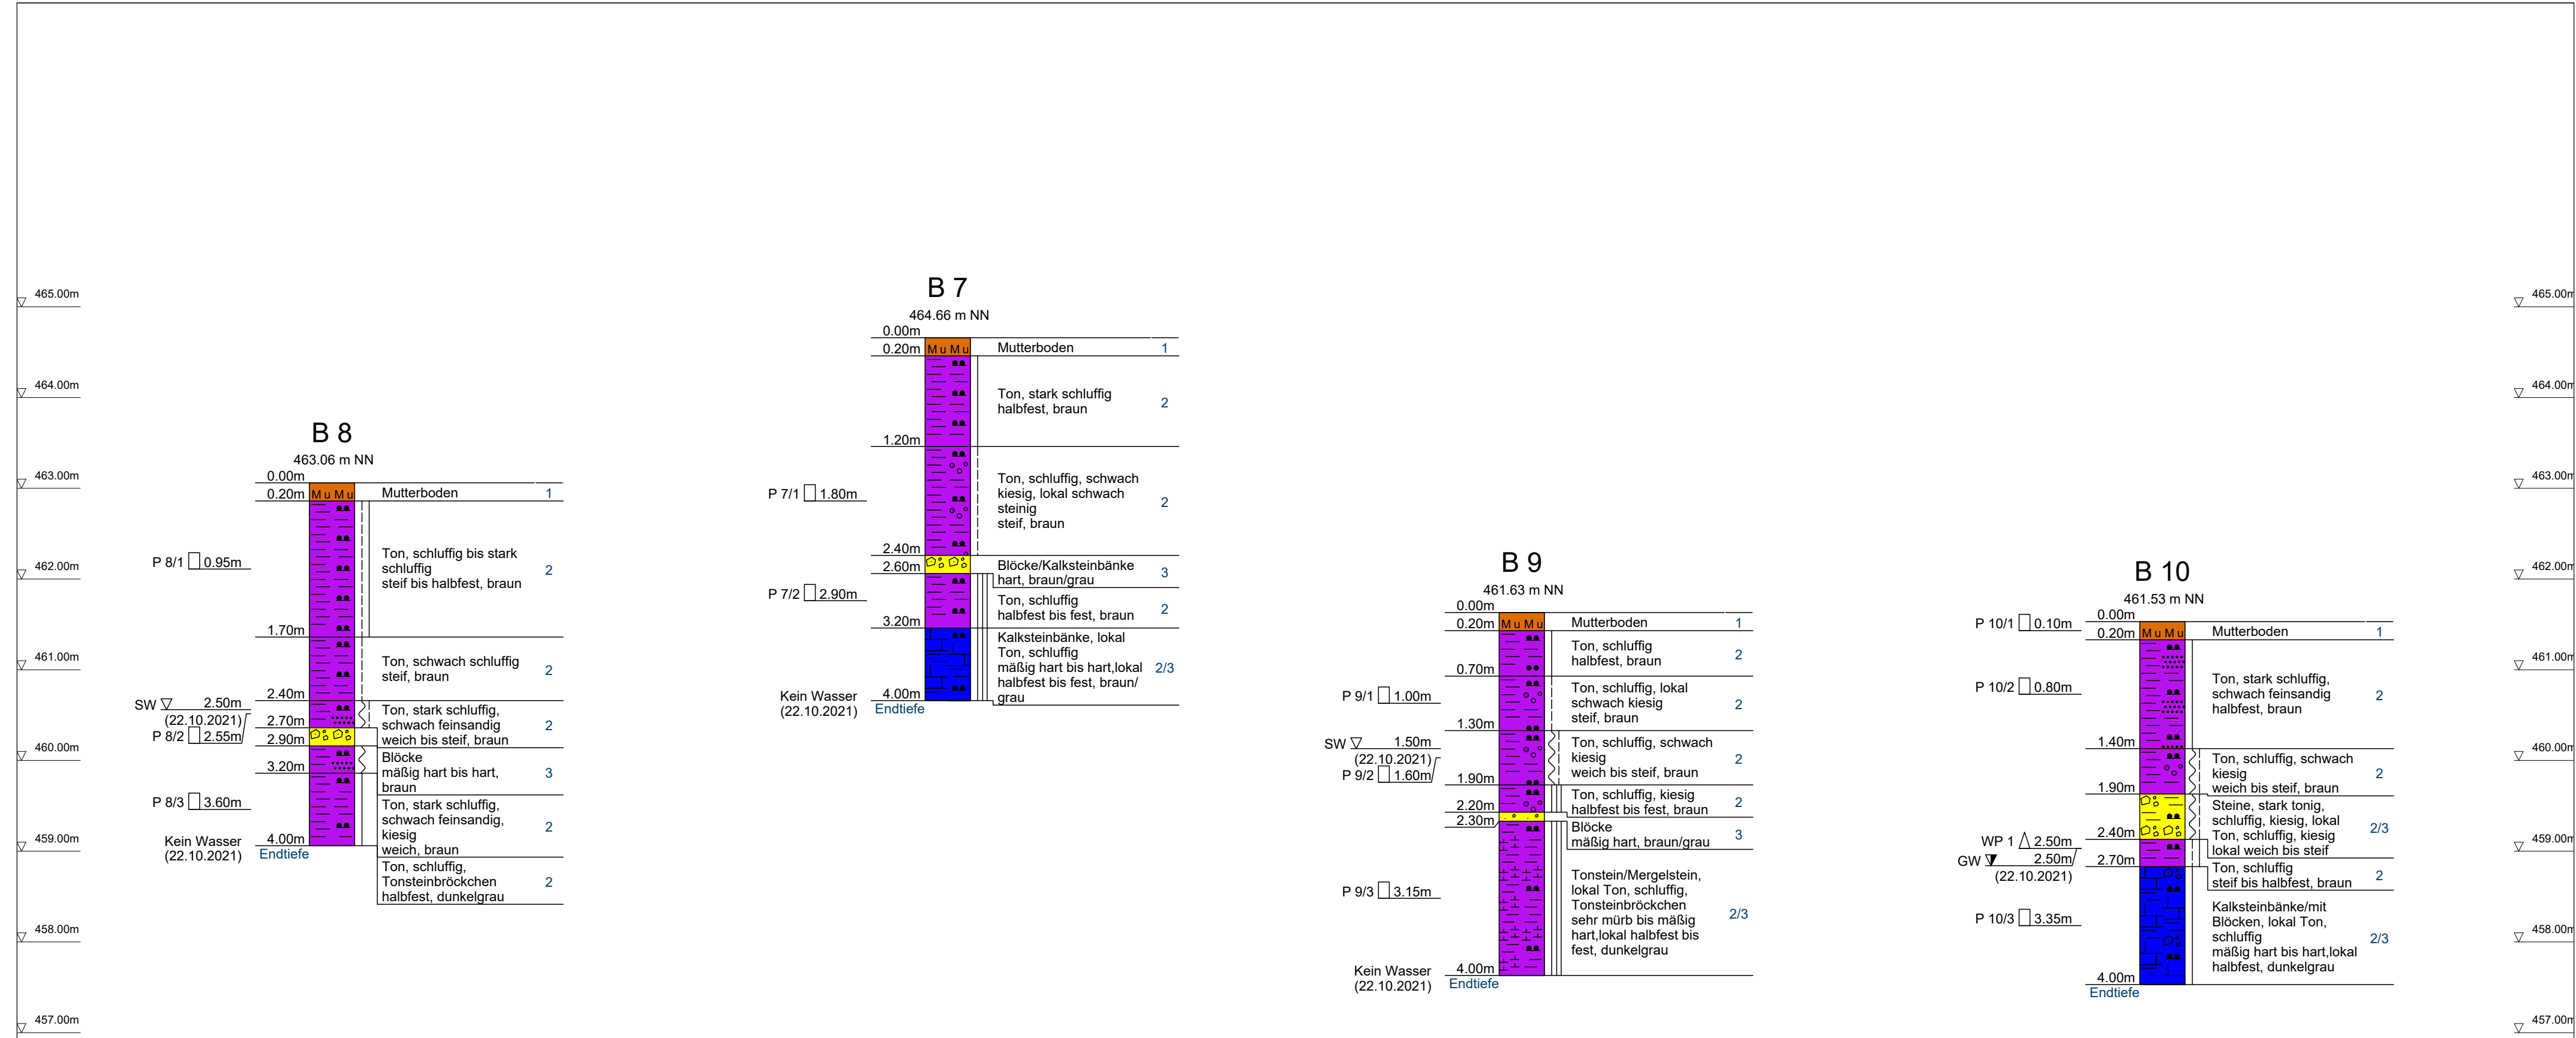 465.00m
464.00m
463.00m
462.00m
461.00m
460.00m
459.00m
458.00m
457.00m
B 8
463.06 m NN
0.00m
0.20m
Mu Mu
Mutterboden
1
P 8/1 0.95m
Ton, schluffig bis stark
schluffig
steif bis halbfest, braun
2
1.70m
Ton, schwach schluffig
steif, braun
2
2.40m
SW 2.50m
(22.10.2021)
P 8/2 2.55m
2.70m
Ton, stark schluffig,
schwach feinsandig
weich bis steif, braun
2
2.90m
Blöcke
mäßig hart bis hart,
braun
3
3.20m
P 8/3 3.60m
Ton, stark schluffig,
schwach feinsandig,
kiesig
weich, braun
2
Kein Wasser
(22.10.2021)
4.00m
Endtiefe
Ton, schluffig,
Tonsteinbröckchen
halbfest, dunkelgrau
2
B 7
464.66 m NN
0.00m
0.20m
Mu Mu
Mutterboden
1
Ton, stark schluffig
halbfest, braun
2
1.20m
P 7/1 1.80m
Ton, schluffig, schwach
kiesig, lokal schwach
steinig
steif, braun
2
2.40m
2.60m
Blöcke/Kalksteinbänke
hart, braun/grau
3
P 7/2 2.90m
Ton, schluffig
halbfest bis fest, braun
2
3.20m
Kalksteinbänke, lokal
Ton, schluffig
mäßig hart bis hart,lokal
halbfest bis fest, braun/
grau
2/3
Kein Wasser
(22.10.2021)
4.00m
Endtiefe
B 9
461.63 m NN
0.00m
0.20m
Mu Mu
Mutterboden
1
Ton, schluffig
halbfest, braun
2
0.70m
P 9/1 1.00m
Ton, schluffig, lokal
schwach kiesig
steif, braun
2
1.30m
SW 1.50m
(22.10.2021)
P 9/2 1.60m
Ton, schluffig, schwach
kiesig
weich bis steif, braun
2
1.90m
Ton, schluffig, kiesig
halbfest bis fest, braun
2
2.20m
2.30m
Blöcke
mäßig hart, braun/grau
3
P 9/3 3.15m
Tonstein/Mergelstein,
lokal Ton, schluffig,
Tonsteinbröckchen
sehr mürb bis mäßig
hart,lokal halbfest bis
fest, dunkelgrau
2/3
Kein Wasser
(22.10.2021)
4.00m
Endtiefe
B 10
461.53 m NN
P 10/1 0.10m
0.00m
0.20m
Mu Mu
Mutterboden
1
P 10/2 0.80m
Ton, stark schluffig,
schwach feinsandig
halbfest, braun
2
1.40m
Ton, schluffig, schwach
kiesig
weich bis steif, braun
2
1.90m
Steine, stark tonig,
schluffig, kiesig, lokal
Ton, schluffig, kiesig
lokal weich bis steif
2/3
2.40m
WP 1 2.50m
GW 2.50m
(22.10.2021)
2.70m
Ton, schluffig
steif bis halbfest, braun
2
P 10/3 3.35m
Kalksteinbänke/mit
Blöcken, lokal Ton,
schluffig
mäßig hart bis hart,lokal
halbfest, dunkelgrau
2/3
4.00m
Endtiefe
465.00m
464.00m
463.00m
462.00m
461.00m
460.00m
459.00m
458.00m
457.00m